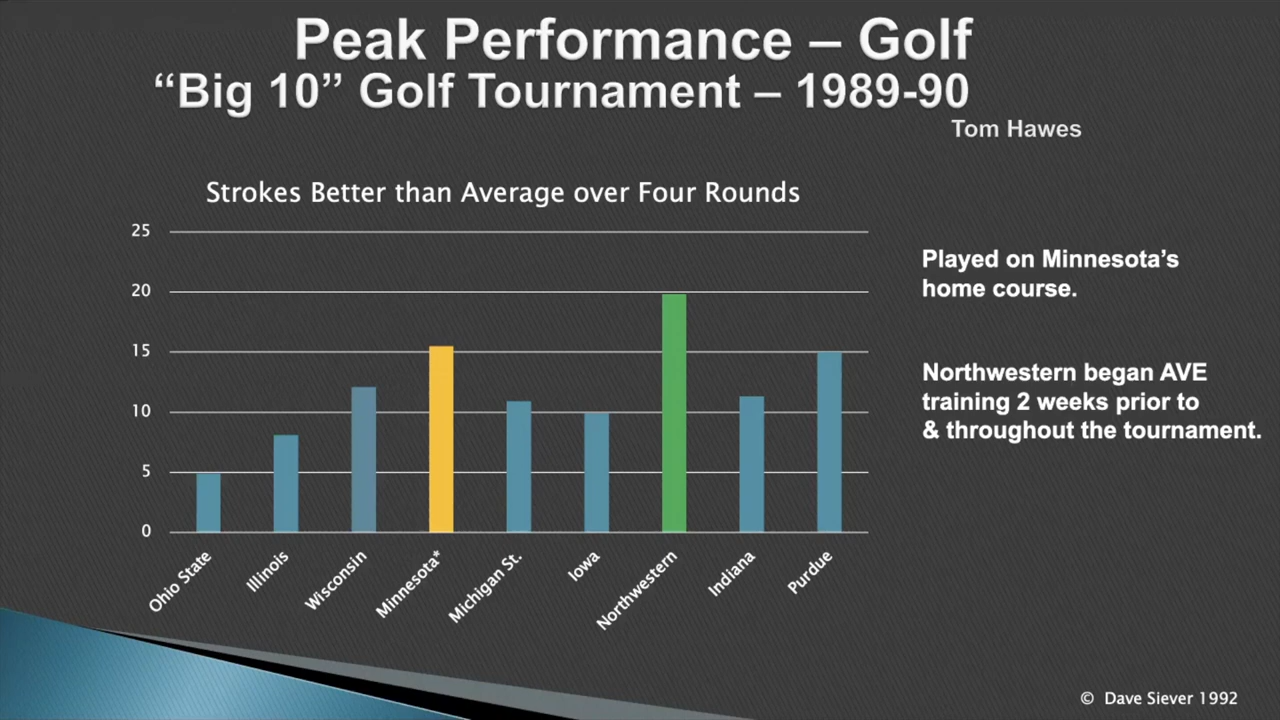 Peak Performance – Golf
“Big 10” Golf Tournament – 1989-90
Tom Hawes
Strokes Better than Average over Four Rounds
25
20
15
10
5
0
Ohio State
Illinois
Wisconsin
Minnesota*
Michigan St.
Iowa
Northwestern
Indiana
Purdue
Played on Minnesota’s
home course.
Northwestern began AVE
training 2 weeks prior to
& throughout the tournament.
© Dave Siever 1992